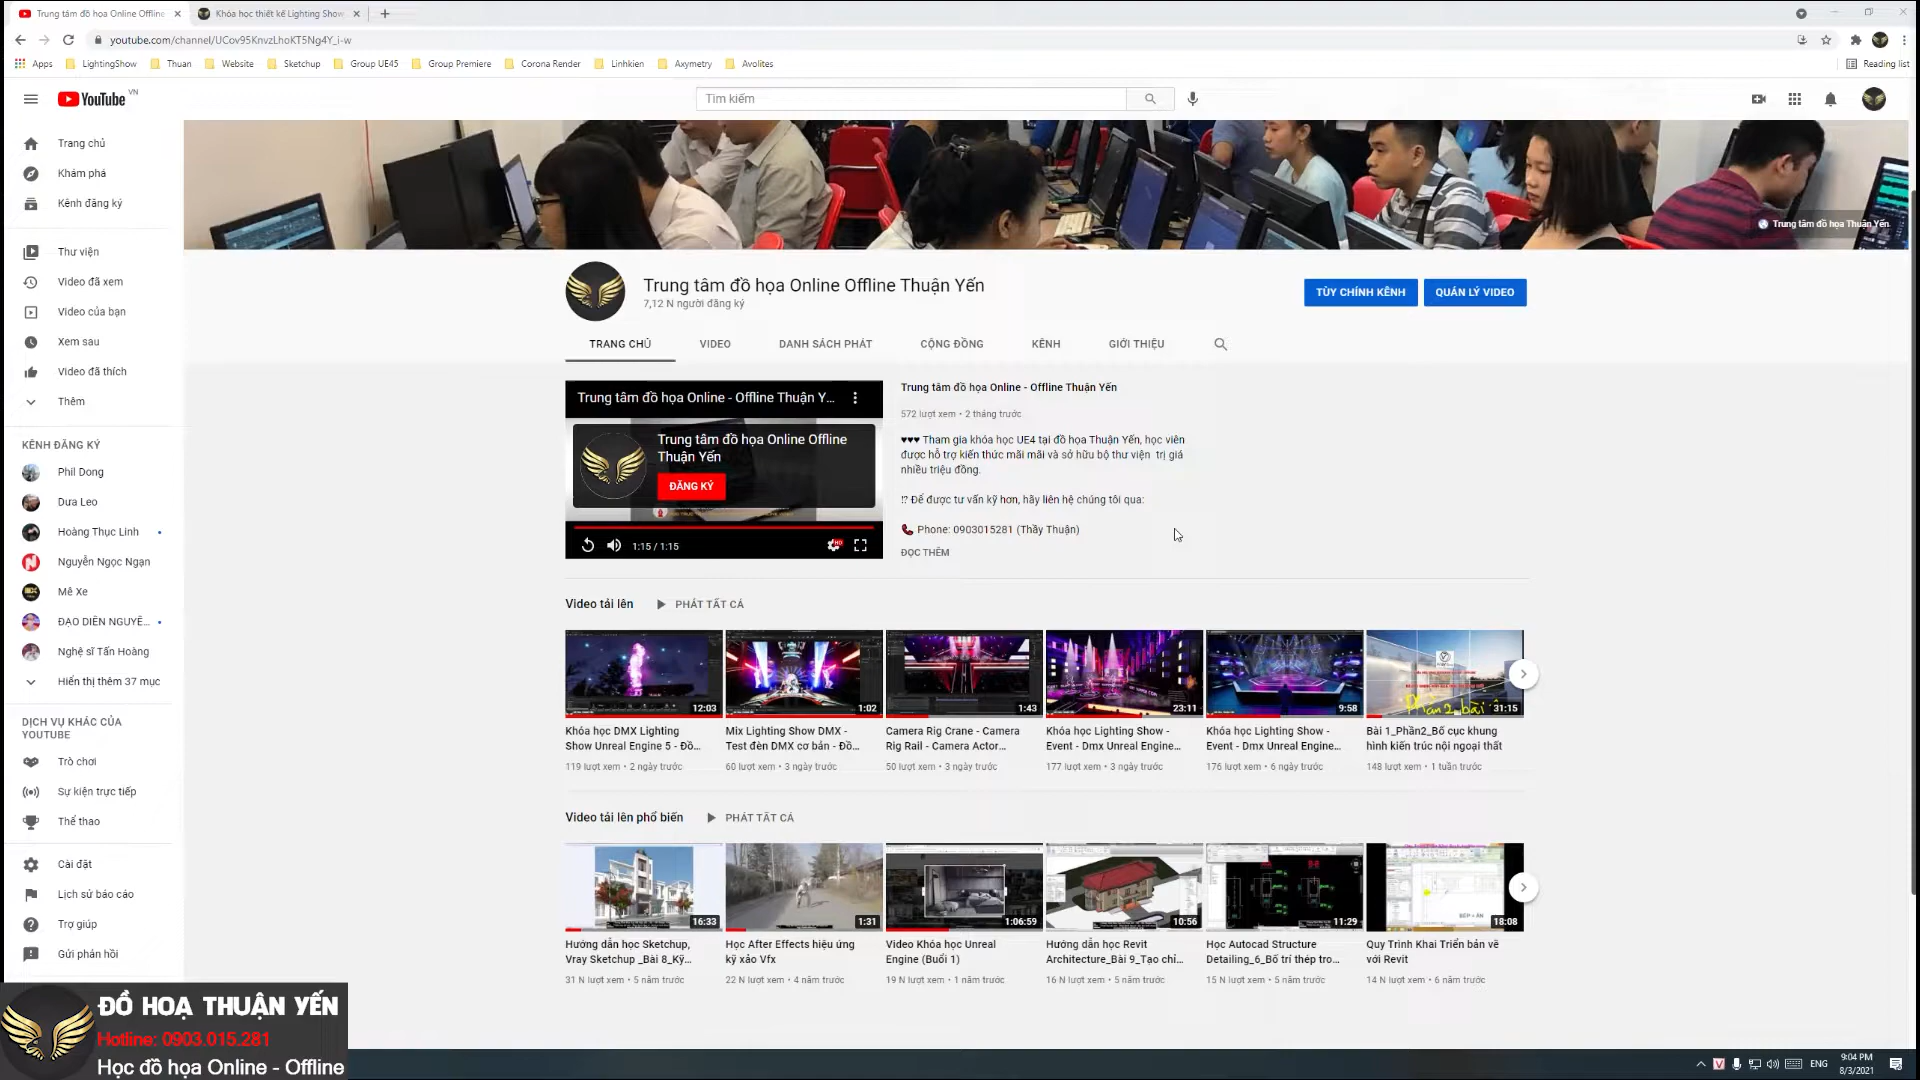 Trung tâm đồ họa Online Offline
Khóa học thiết kế Lighting Show
youtube.com/channel/UCov95KnvzLhoKT5Ng4Y_i-w
Apps LightingShow Thuan Website Sketchup Group UE45 Group Premiere Corona Render Linhkien Axymetry Avolites Reading list
YouTube VN
Tìm kiếm
Trang chủ
Khám phá
Kênh đăng ký
Thư viện
Video đã xem
Video của bạn
Xem sau
Video đã thích
Thêm
KÊNH ĐĂNG KÝ
Phil Dong
Dưa Leo
Hoàng Thục Linh
Nguyễn Ngọc Ngạn
Mê Xe
ĐẠO DIỄN NGUYỄ...
Nghệ sĩ Tấn Hoàng
Hiển thị thêm 37 mục
DỊCH VỤ KHÁC CỦA
YOUTUBE
Trò chơi
Sự kiện trực tiếp
Thể thao
Cài đặt
Lịch sử báo cáo
Trợ giúp
Gửi phản hồi
Trung tâm đồ họa Thuận Yến
Trung tâm đồ họa Online Offline Thuận Yến
7,12 N người đăng ký
TÙY CHỈNH KÊNH
QUẢN LÝ VIDEO
TRANG CHỦ VIDEO DANH SÁCH PHÁT CỘNG ĐỒNG KÊNH GIỚI THIỆU
Trung tâm đồ họa Online - Offline Thuận Y...
Trung tâm đồ họa Online Offline
Thuận Yến
ĐĂNG KÝ
1:15 / 1:15
HD
Trung tâm đồ họa Online - Offline Thuận Yến
572 lượt xem • 2 tháng trước
♥♥♥ Tham gia khóa học UE4 tại đồ họa Thuận Yến, học viên
được hỗ trợ kiến thức mãi mãi và sở hữu bộ thư viện trị giá
nhiều triệu đồng.
⁉ Để được tư vấn kỹ hơn, hãy liên hệ chúng tôi qua:
📞 Phone: 0903015281 (Thầy Thuận)
ĐỌC THÊM
Video tải lên PHÁT TẤT CẢ
12:03
1:02
1:43
23:11
9:58
Phần2_bài
31:15
Khóa học DMX Lighting
Show Unreal Engine 5 - Đồ...
119 lượt xem • 2 ngày trước
Mix Lighting Show DMX -
Test đèn DMX cơ bản - Đồ...
60 lượt xem • 3 ngày trước
Camera Rig Crane - Camera
Rig Rail - Camera Actor...
50 lượt xem • 3 ngày trước
Khóa học Lighting Show -
Event - Dmx Unreal Engine...
177 lượt xem • 3 ngày trước
Khóa học Lighting Show -
Event - Dmx Unreal Engine...
176 lượt xem • 6 ngày trước
Bài 1_Phần2_Bố cục khung
hình kiến trúc nội ngoại thất
148 lượt xem • 1 tuần trước
Video tải lên phổ biến PHÁT TẤT CẢ
16:33
1:31
1:06:59
10:56
11:29
BẾP + ĂN
18:08
Hướng dẫn học Sketchup,
Vray Sketchup _Bài 8_Kỹ...
31 N lượt xem • 5 năm trước
Học After Effects hiệu ứng
kỹ xảo Vfx
22 N lượt xem • 4 năm trước
Video Khóa học Unreal
Engine (Buổi 1)
19 N lượt xem • 1 năm trước
Hướng dẫn học Revit
Architecture_Bài 9_Tạo chi...
16 N lượt xem • 5 năm trước
Học Autocad Structure
Detailing_6_Bố trí thép tro...
15 N lượt xem • 5 năm trước
Quy Trình Khai Triển bản vẽ
với Revit
14 N lượt xem • 6 năm trước
ĐỒ HOẠ THUẬN YẾN
Hotline: 0903.015.281
Học đồ họa Online - Offline
ENG
9:04 PM
8/3/2021